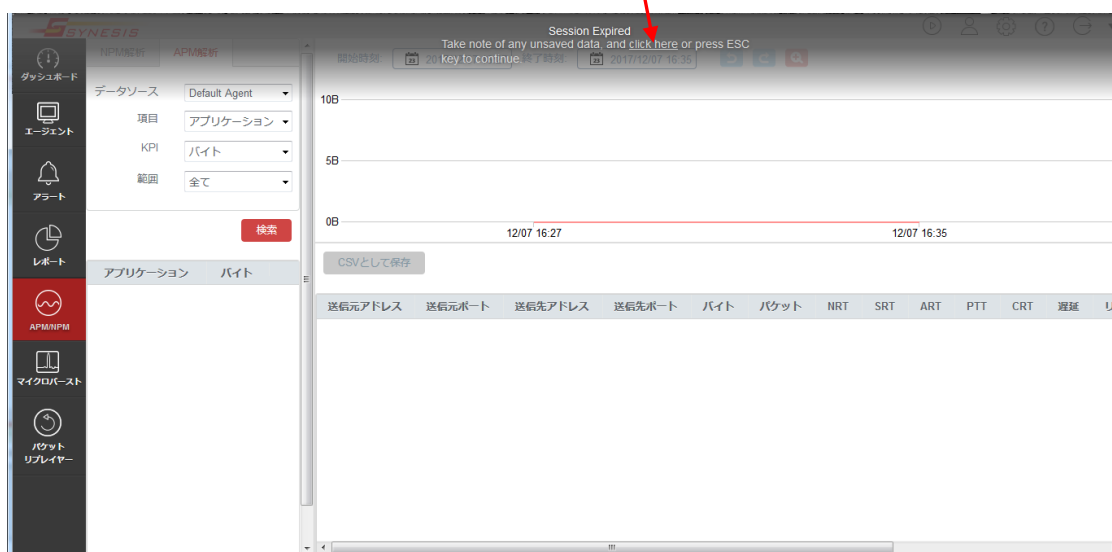 SYNESIS
Session Expired
Take note of any unsaved data, and click here or press ESC
key to continue.
ダッシュボード
エージェント
アラート
レポート
APM/NPM
マイクロバースト
パケット
リプレイヤー
NPM解析 APM解析
データソース Default Agent
項目 アプリケーション
KPI バイト
範囲 全て
検索
アプリケーション バイト
開始時刻: 終了時刻: 2017/12/07 16:35
10B
5B
0B
12/07 16:27 12/07 16:35
CSVとして保存
送信元アドレス 送信元ポート 送信先アドレス 送信先ポート バイト パケット NRT SRT ART PTT CRT 遅延